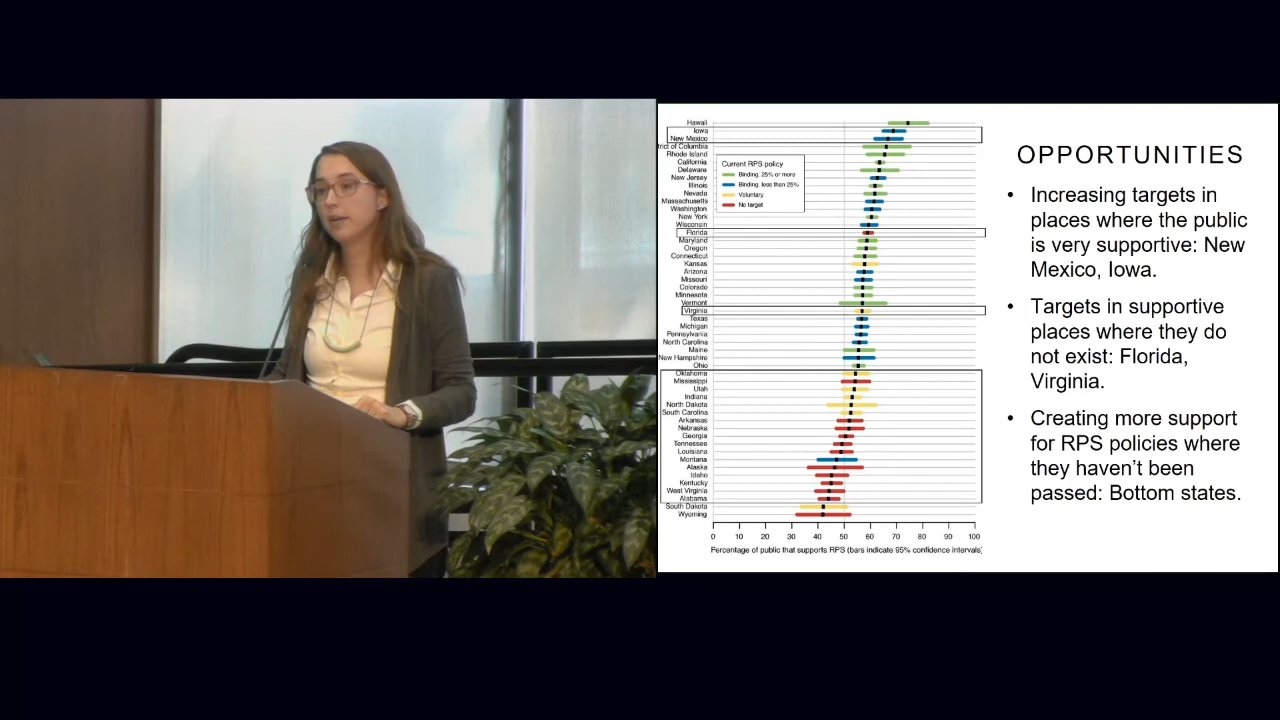 Hawaii
Iowa
New Mexico
trict of Columbia
Rhode Island
California
Delaware
New Jersey
Illinois
Nevada
Massachusetts
Washington
New York
Wisconsin
Florida
Maryland
Oregon
Connecticut
Kansas
Arizona
Missouri
Colorado
Minnesota
Vermont
Virginia
Texas
Michigan
Pennsylvania
North Carolina
Maine
New Hampshire
Ohio
Oklahoma
Mississippi
Utah
Indiana
North Dakota
South Carolina
Arkansas
Nebraska
Georgia
Tennessee
Louisiana
Montana
Alaska
Idaho
Kentucky
West Virginia
Alabama
South Dakota
Wyoming
Current RPS policy
Binding, 25% or more
Binding, less than 25%
Voluntary
No target
0 10 20 30 40 50 60 70 80 90 100
Percentage of public that supports RPS (bars indicate 95% confidence intervals)
OPPORTUNITIES
• Increasing targets in
places where the public
is very supportive: New
Mexico, Iowa.
• Targets in supportive
places where they do
not exist: Florida,
Virginia.
• Creating more support
for RPS policies where
they haven't been
passed: Bottom states.